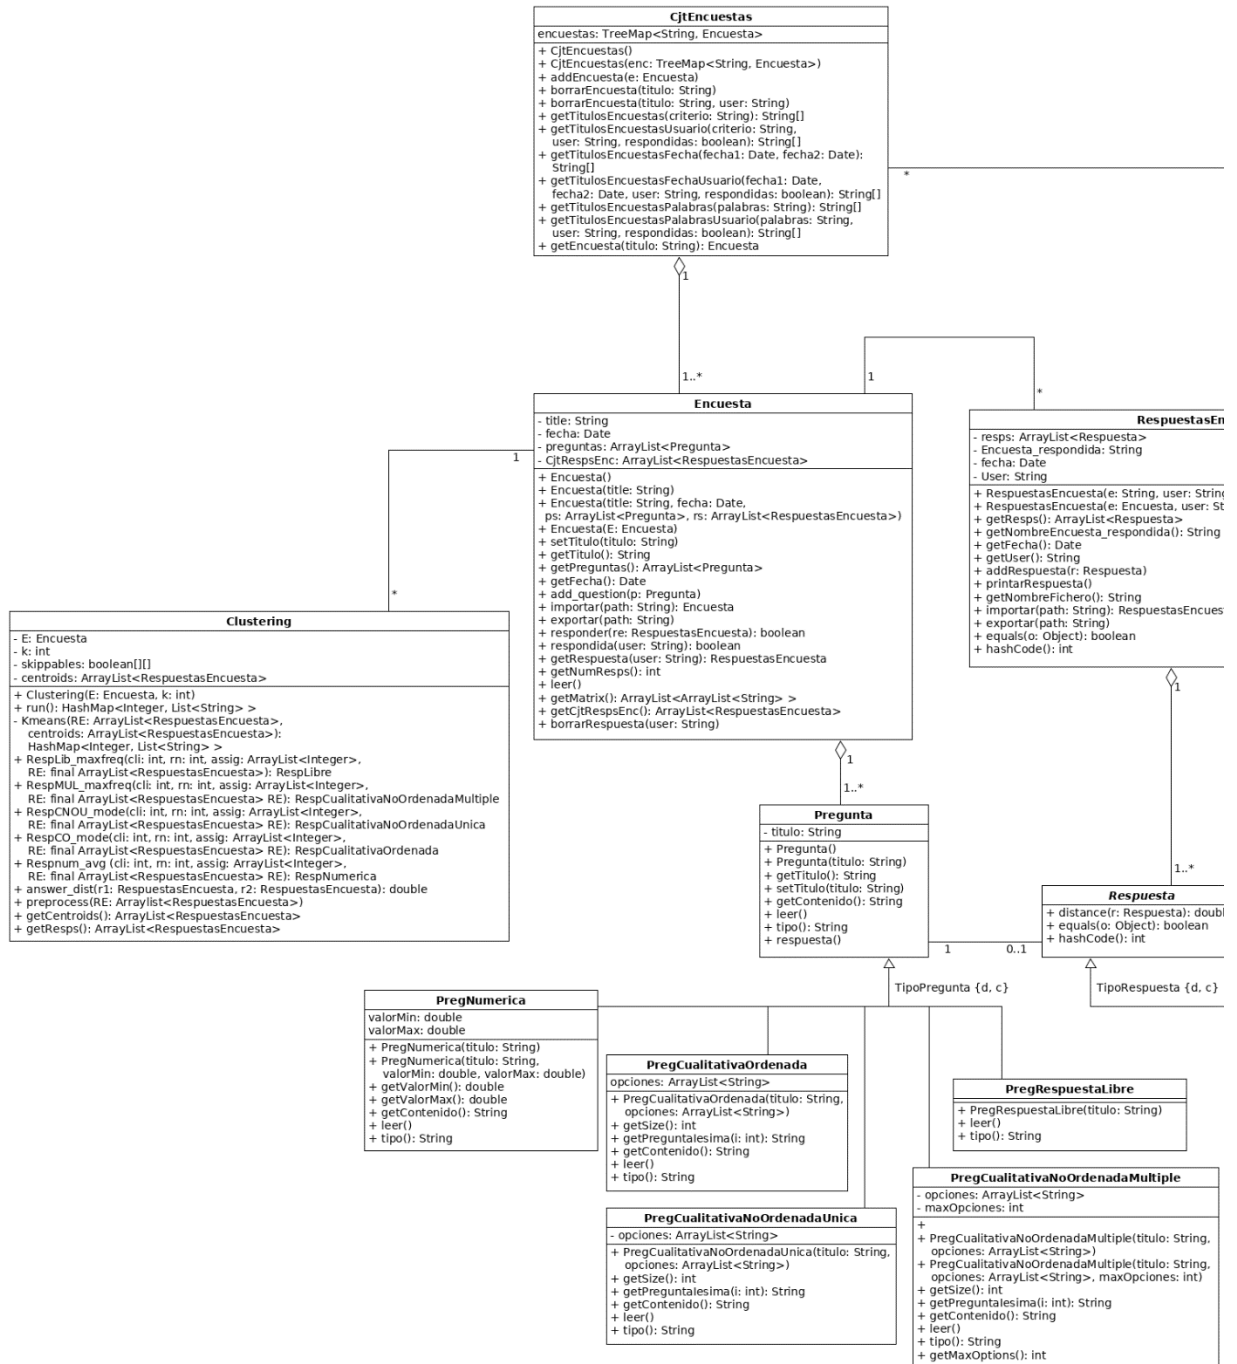 CjtEncuestas
encuestas: TreeMap<String, Encuesta>
+ CjtEncuestas()
+ CjtEncuestas(enc: TreeMap<String, Encuesta>)
+ addEncuesta(e: Encuesta)
+ borrarEncuesta(titulo: String)
+ borrarEncuesta(titulo: String, user: String)
+ getTitulosEncuestas(criterio: String): String[]
+ getTitulosEncuestasUsuario(criterio: String,
user: String, respondidas: boolean): String[]
+ getTitulosEncuestasFecha(fecha1: Date, fecha2: Date):
String[]
+ getTitulosEncuestasFechaUsuario(fecha1: Date,
fecha2: Date, user: String, respondidas: boolean): String[]
+ getTitulosEncuestasPalabras(palabras: String): String[]
+ getTitulosEncuestasPalabrasUsuario(palabras: String,
user: String, respondidas: boolean): String[]
+ getEncuesta(titulo: String): Encuesta
*
1
1..*
1
*
Encuesta
- title: String
- fecha: Date
- preguntas: ArrayList<Pregunta>
- CjtRespsEnc: ArrayList<RespuestasEncuesta>
+ Encuesta()
+ Encuesta(title: String)
+ Encuesta(title: String, fecha: Date,
ps: ArrayList<Pregunta>, rs: ArrayList<RespuestasEncuesta>)
+ Encuesta(E: Encuesta)
+ setTitulo(titulo: String)
+ getTitulo(): String
+ getPreguntas(): ArrayList<Pregunta>
+ getFecha(): Date
+ add_question(p: Pregunta)
+ importar(path: String): Encuesta
+ exportar(path: String)
+ responder(re: RespuestasEncuesta): boolean
+ respondida(user: String): boolean
+ getRespuesta(user: String): RespuestasEncuesta
+ getNumResps(): int
+ leer()
+ getMatrix(): ArrayList<ArrayList<String> >
+ getCjtRespsEnc(): ArrayList<RespuestasEncuesta>
+ borrarRespuesta(user: String)
RespuestasEn
- resps: ArrayList<Respuesta>
- Encuesta_respondida: String
- fecha: Date
- User: String
+ RespuestasEncuesta(e: String, user: String
+ RespuestasEncuesta(e: Encuesta, user: St
+ getResps(): ArrayList<Respuesta>
+ getNombreEncuesta_respondida(): String
+ getFecha(): Date
+ getUser(): String
+ addRespuesta(r: Respuesta)
+ printarRespuesta()
+ getNombreFichero(): String
+ importar(path: String): RespuestasEncuest
+ exportar(path: String)
+ equals(o: Object): boolean
+ hashCode(): int
1
*
Clustering
- E: Encuesta
- k: int
- skippables: boolean[][]
- centroids: ArrayList<RespuestasEncuesta>
+ Clustering(E: Encuesta, k: int)
+ run(): HashMap<Integer, List<String> >
- Kmeans(RE: ArrayList<RespuestasEncuesta>,
centroids: ArrayList<RespuestasEncuesta>):
HashMap<Integer, List<String> >
+ RespLib_maxfreq(cli: int, rn: int, assig: ArrayList<Integer>,
RE: final ArrayList<RespuestasEncuesta>): RespLibre
+ RespMUL_maxfreq(cli: int, rn: int, assig: ArrayList<Integer>,
RE: final ArrayList<RespuestasEncuesta> RE): RespCualitativaNoOrdenadaMultiple
+ RespCNOU_mode(cli: int, rn: int, assig: ArrayList<Integer>,
RE: final ArrayList<RespuestasEncuesta> RE): RespCualitativaNoOrdenadaUnica
+ RespCO_mode(cli: int, rn: int, assig: ArrayList<Integer>,
RE: final ArrayList<RespuestasEncuesta> RE): RespCualitativaOrdenada
+ Respnum_avg (cli: int, rn: int, assig: ArrayList<Integer>,
RE: final ArrayList<RespuestasEncuesta> RE): RespNumerica
+ answer_dist(r1: RespuestasEncuesta, r2: RespuestasEncuesta): double
+ preprocess(RE: Arraylist<RespuestasEncuesta>)
+ getCentroids(): ArrayList<RespuestasEncuesta>
+ getResps(): ArrayList<RespuestasEncuesta>
1
1..*
1
1..*
Pregunta
- titulo: String
+ Pregunta()
+ Pregunta(titulo: String)
+ getTitulo(): String
+ setTitulo(titulo: String)
+ getContenido(): String
+ leer()
+ tipo(): String
+ respuesta()
1
0..1
Respuesta
+ distance(r: Respuesta): doubl
+ equals(o: Object): boolean
+ hashCode(): int
TipoPregunta {d, c}
TipoRespuesta {d, c}
PregNumerica
valorMin: double
valorMax: double
+ PregNumerica(titulo: String)
+ PregNumerica(titulo: String,
valorMin: double, valorMax: double)
+ getValorMin(): double
+ getValorMax(): double
+ getContenido(): String
+ leer()
+ tipo(): String
PregCualitativaOrdenada
opciones: ArrayList<String>
+ PregCualitativaOrdenada(titulo: String,
opciones: ArrayList<String>)
+ getSize(): int
+ getPreguntaIesima(i: int): String
+ getContenido(): String
+ leer()
+ tipo(): String
PregRespuestaLibre
+ PregRespuestaLibre(titulo: String)
+ leer()
+ tipo(): String
PregCualitativaNoOrdenadaUnica
- opciones: ArrayList<String>
+ PregCualitativaNoOrdenadaUnica(titulo: String,
opciones: ArrayList<String>)
+ getSize(): int
+ getPreguntaIesima(i: int): String
+ getContenido(): String
+ leer()
+ tipo(): String
PregCualitativaNoOrdenadaMultiple
- opciones: ArrayList<String>
- maxOpciones: int
+
+ PregCualitativaNoOrdenadaMultiple(titulo: String,
opciones: ArrayList<String>)
+ PregCualitativaNoOrdenadaMultiple(titulo: String,
opciones: ArrayList<String>, maxOpciones: int)
+ getSize(): int
+ getPreguntaIesima(i: int): String
+ getContenido(): String
+ leer()
+ tipo(): String
+ getMaxOptions(): int